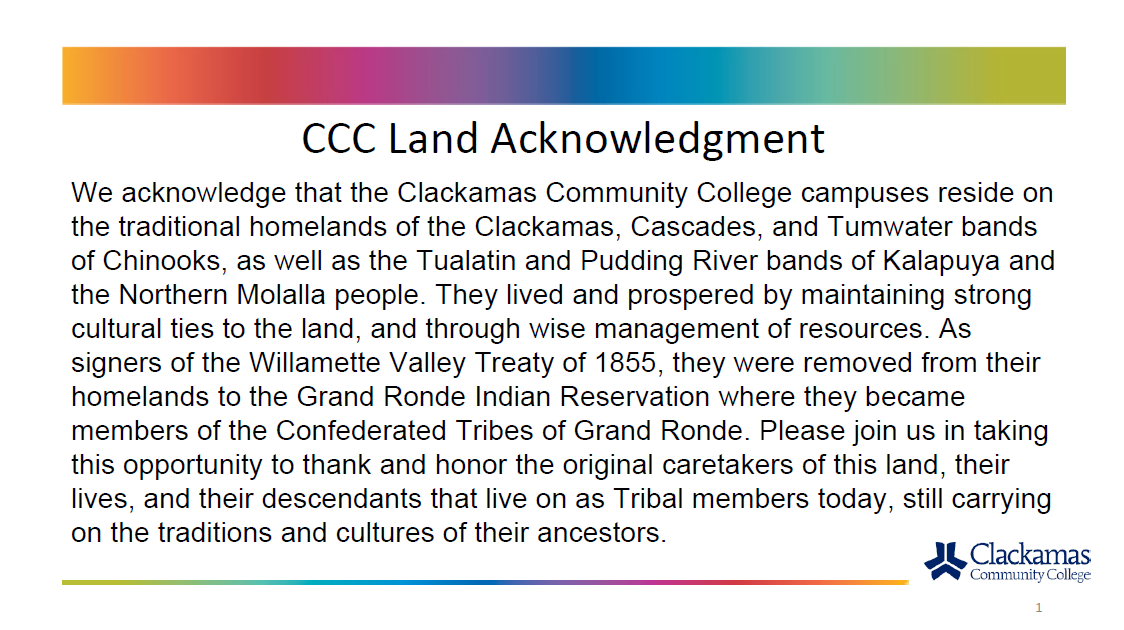 CCC Land Acknowledgment
We acknowledge that the Clackamas Community College campuses reside on
the traditional homelands of the Clackamas, Cascades, and Tumwater bands
of Chinooks, as well as the Tualatin and Pudding River bands of Kalapuya and
the Northern Molalla people. They lived and prospered by maintaining strong
cultural ties to the land, and through wise management of resources. As
signers of the Willamette Valley Treaty of 1855, they were removed from their
homelands to the Grand Ronde Indian Reservation where they became
members of the Confederated Tribes of Grand Ronde. Please join us in taking
this opportunity to thank and honor the original caretakers of this land, their
lives, and their descendants that live on as Tribal members today, still carrying
on the traditions and cultures of their ancestors.
Clackamas
Community College
1